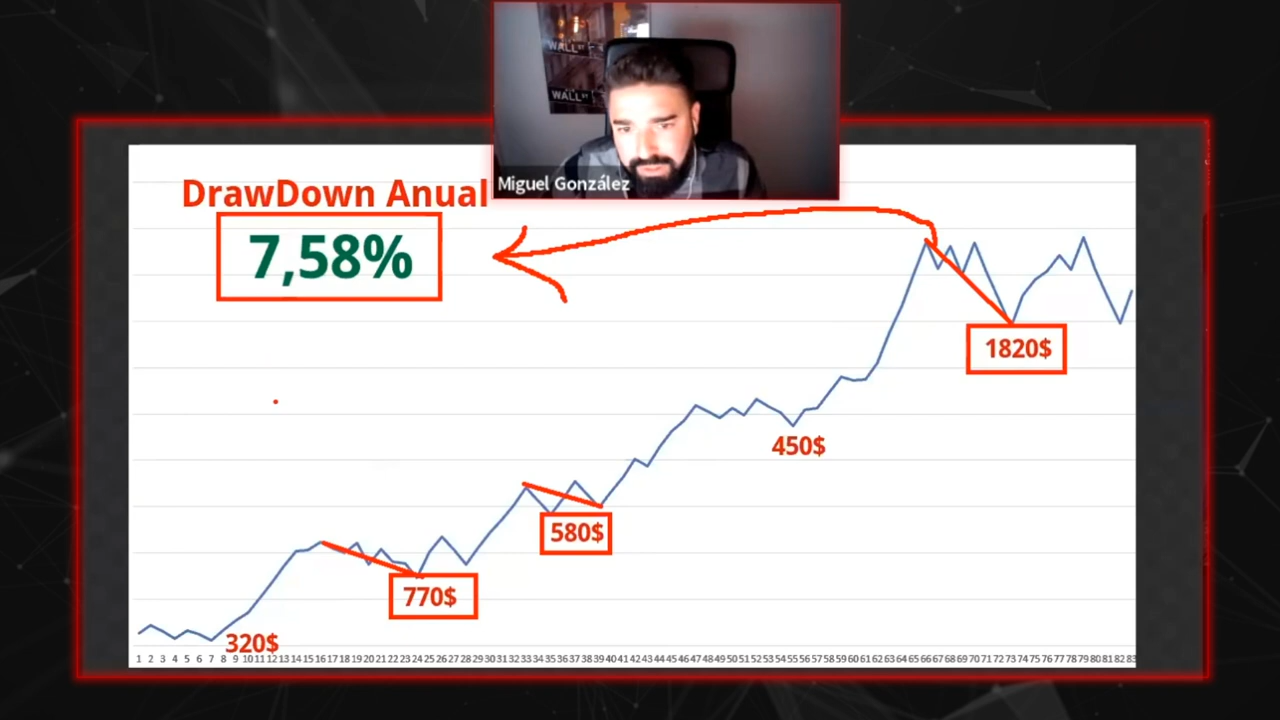 WALL ST
WALL ST
Miguel González
DrawDown Anual
7,58%
1820$
450$
580$
770$
320$
1 2 3 4 5 6 7 8 9 10 11 12 13 14 15 16 17 18 19 20 21 22 23 24 25 26 27 28 29 30 31 32 33 34 35 36 37 38 39 40 41 42 43 44 45 46 47 48 49 50 51 52 53 54 55 56 57 58 59 60 61 62 63 64 65 66 67 68 69 70 71 72 73 74 75 76 77 78 79 80 81 82 83